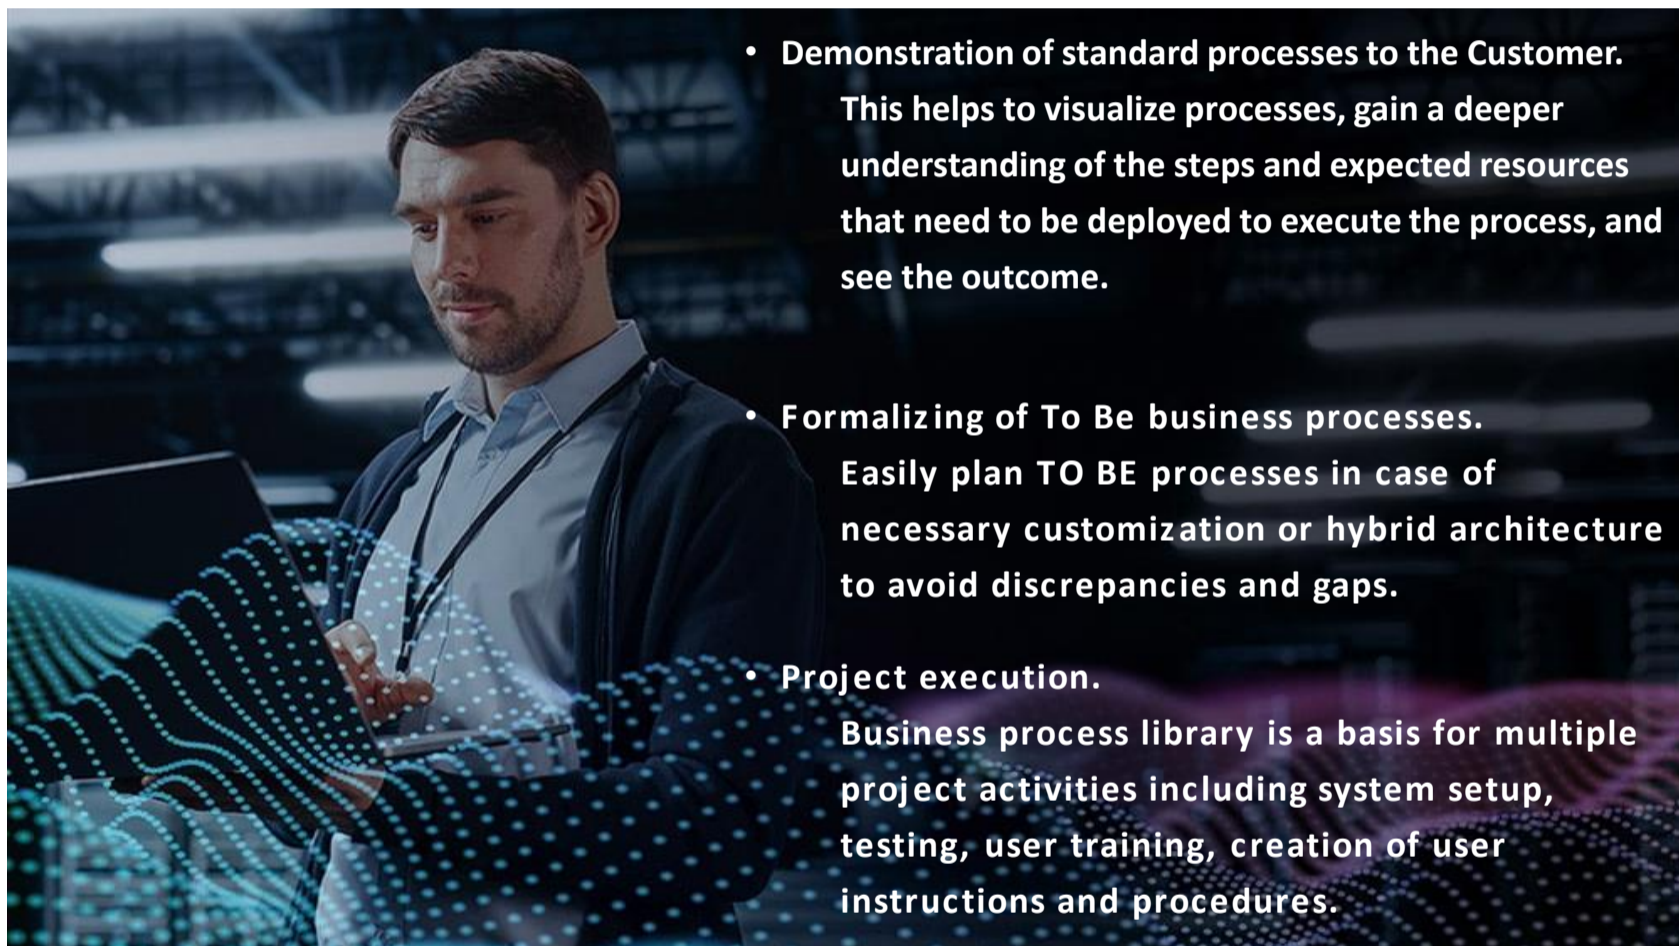 • Demonstration of standard processes to the Customer.
This helps to visualize processes, gain a deeper
understanding of the steps and expected resources
that need to be deployed to execute the process, and
see the outcome.
• Formalizing of To Be business processes.
Easily plan TO BE processes in case of
necessary customization or hybrid architecture
to avoid discrepancies and gaps.
• Project execution.
Business process library is a basis for multiple
project activities including system setup,
testing, user training, creation of user
instructions and procedures.